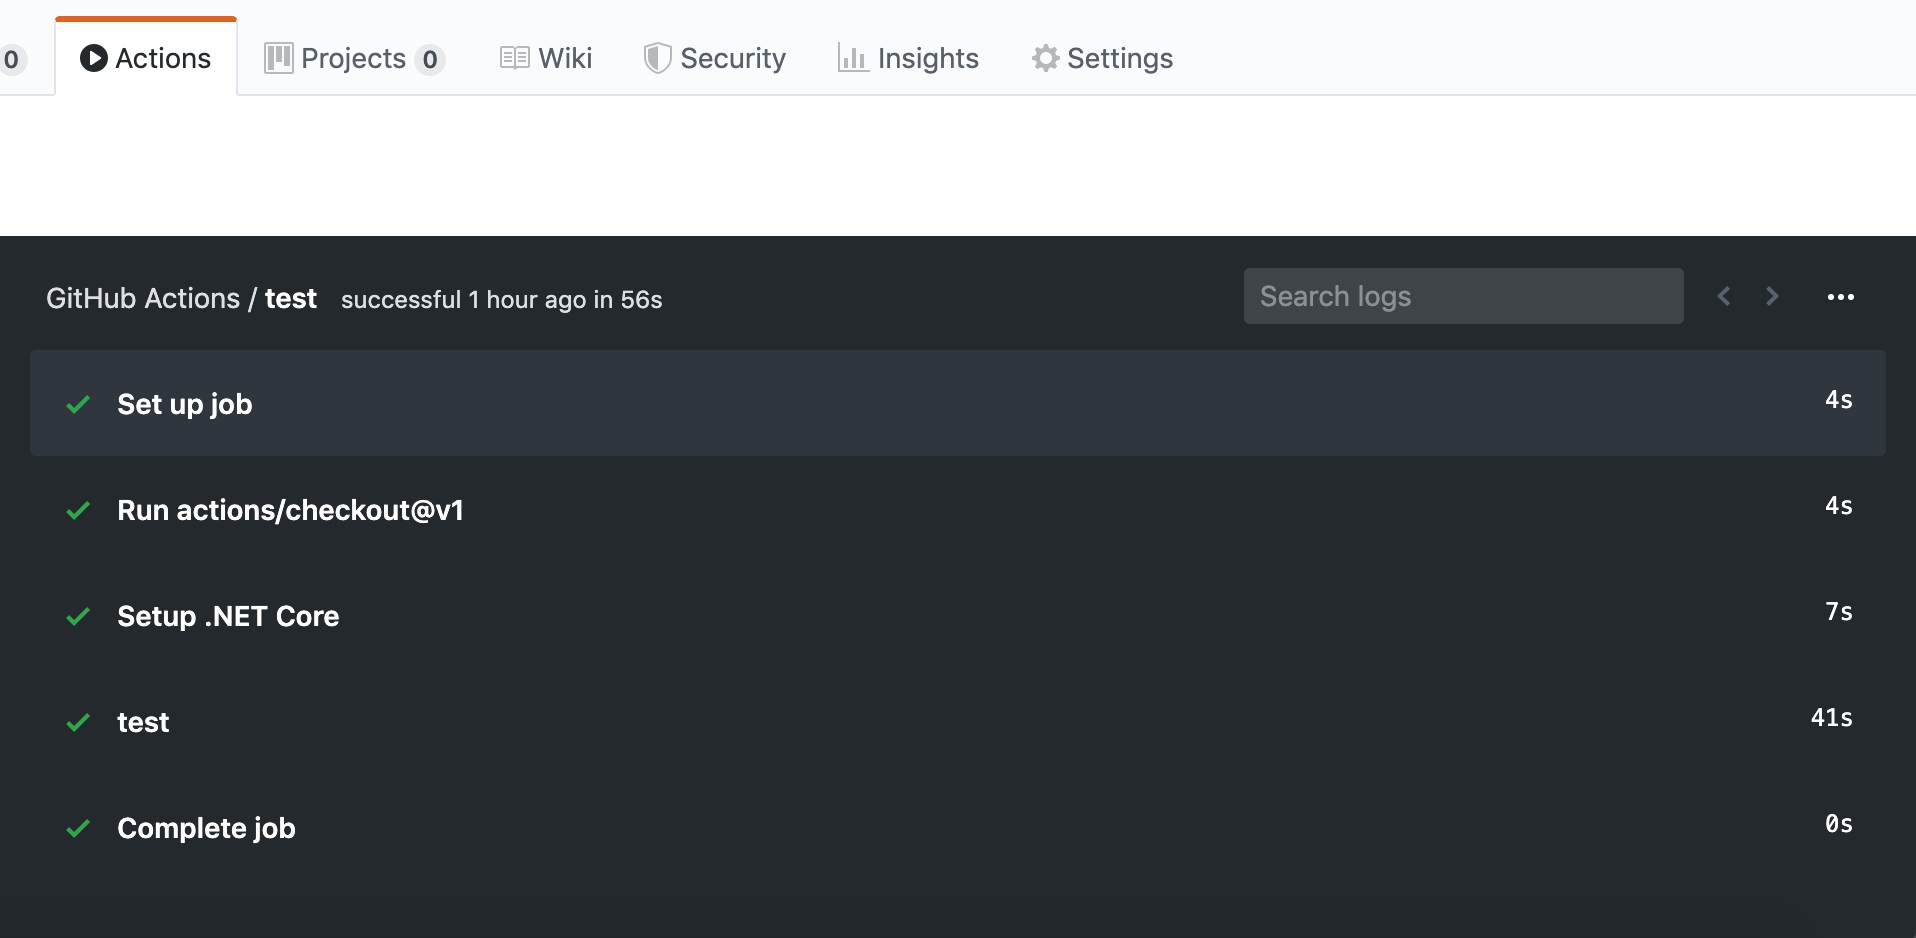 0 Actions Projects 0 Wiki Security Insights Settings
GitHub Actions / test successful 1 hour ago in 56s Search logs
Set up job 4s
Run actions/checkout@v1 4s
Setup .NET Core 7s
test 41s
Complete job 0s